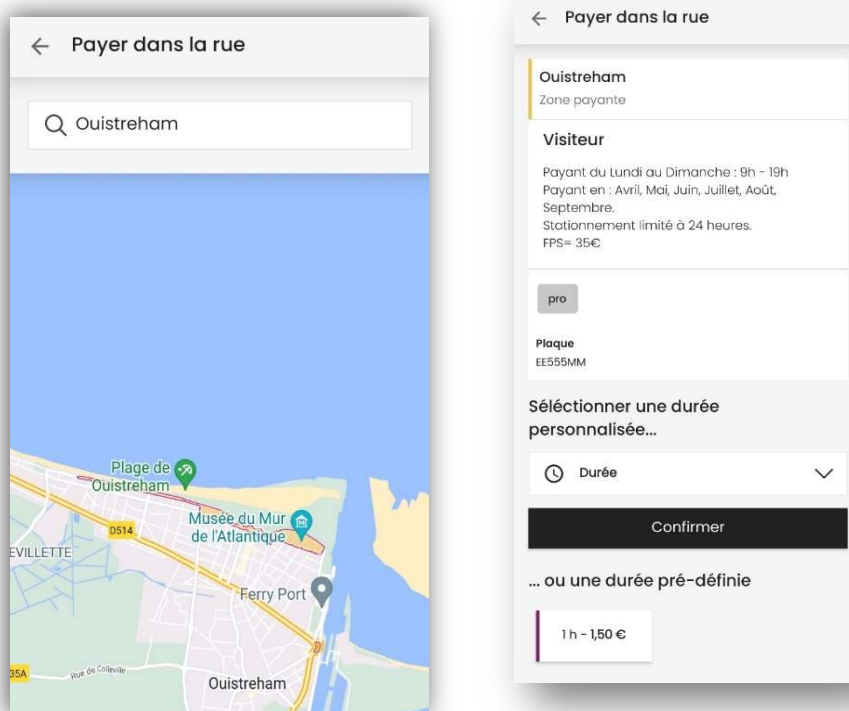 Payer dans la rue
Ouistreham
Plage de
Ouistreham
Musée du Mur
de l'Atlantique
D514
EVILLETTE
Ferry Port
35A
Rue de Colleville
Ouistreham
Payer dans la rue
Ouistreham
Zone payante
Visiteur
Payant du Lundi au Dimanche : 9h - 19h
Payant en : Avril, Mai, Juin, Juillet, Août,
Septembre.
Stationnement limité à 24 heures.
FPS= 35€
pro
Plaque
EE555MM
Séléctionner une durée
personnalisée...
Durée
Confirmer
... ou une durée pré-définie
1 h - 1,50 €